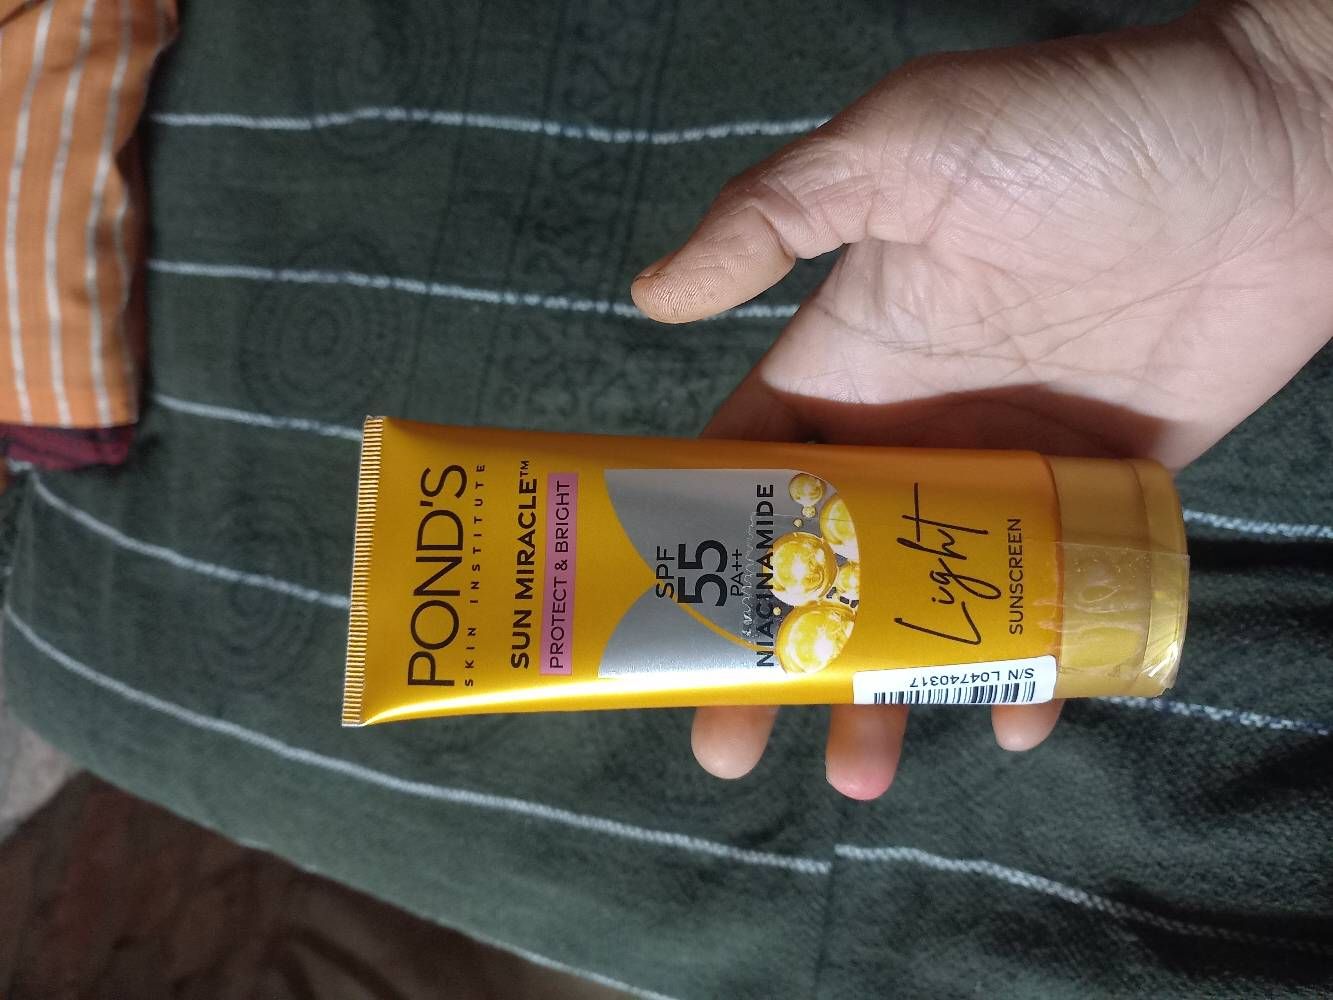 POND'S
SKIN INSTITUTE
SUN MIRACLE™
PROTECT & BRIGHT
SPF
55
PA++
NIACINAMIDE
Light
SUNSCREEN
S/N L04740317